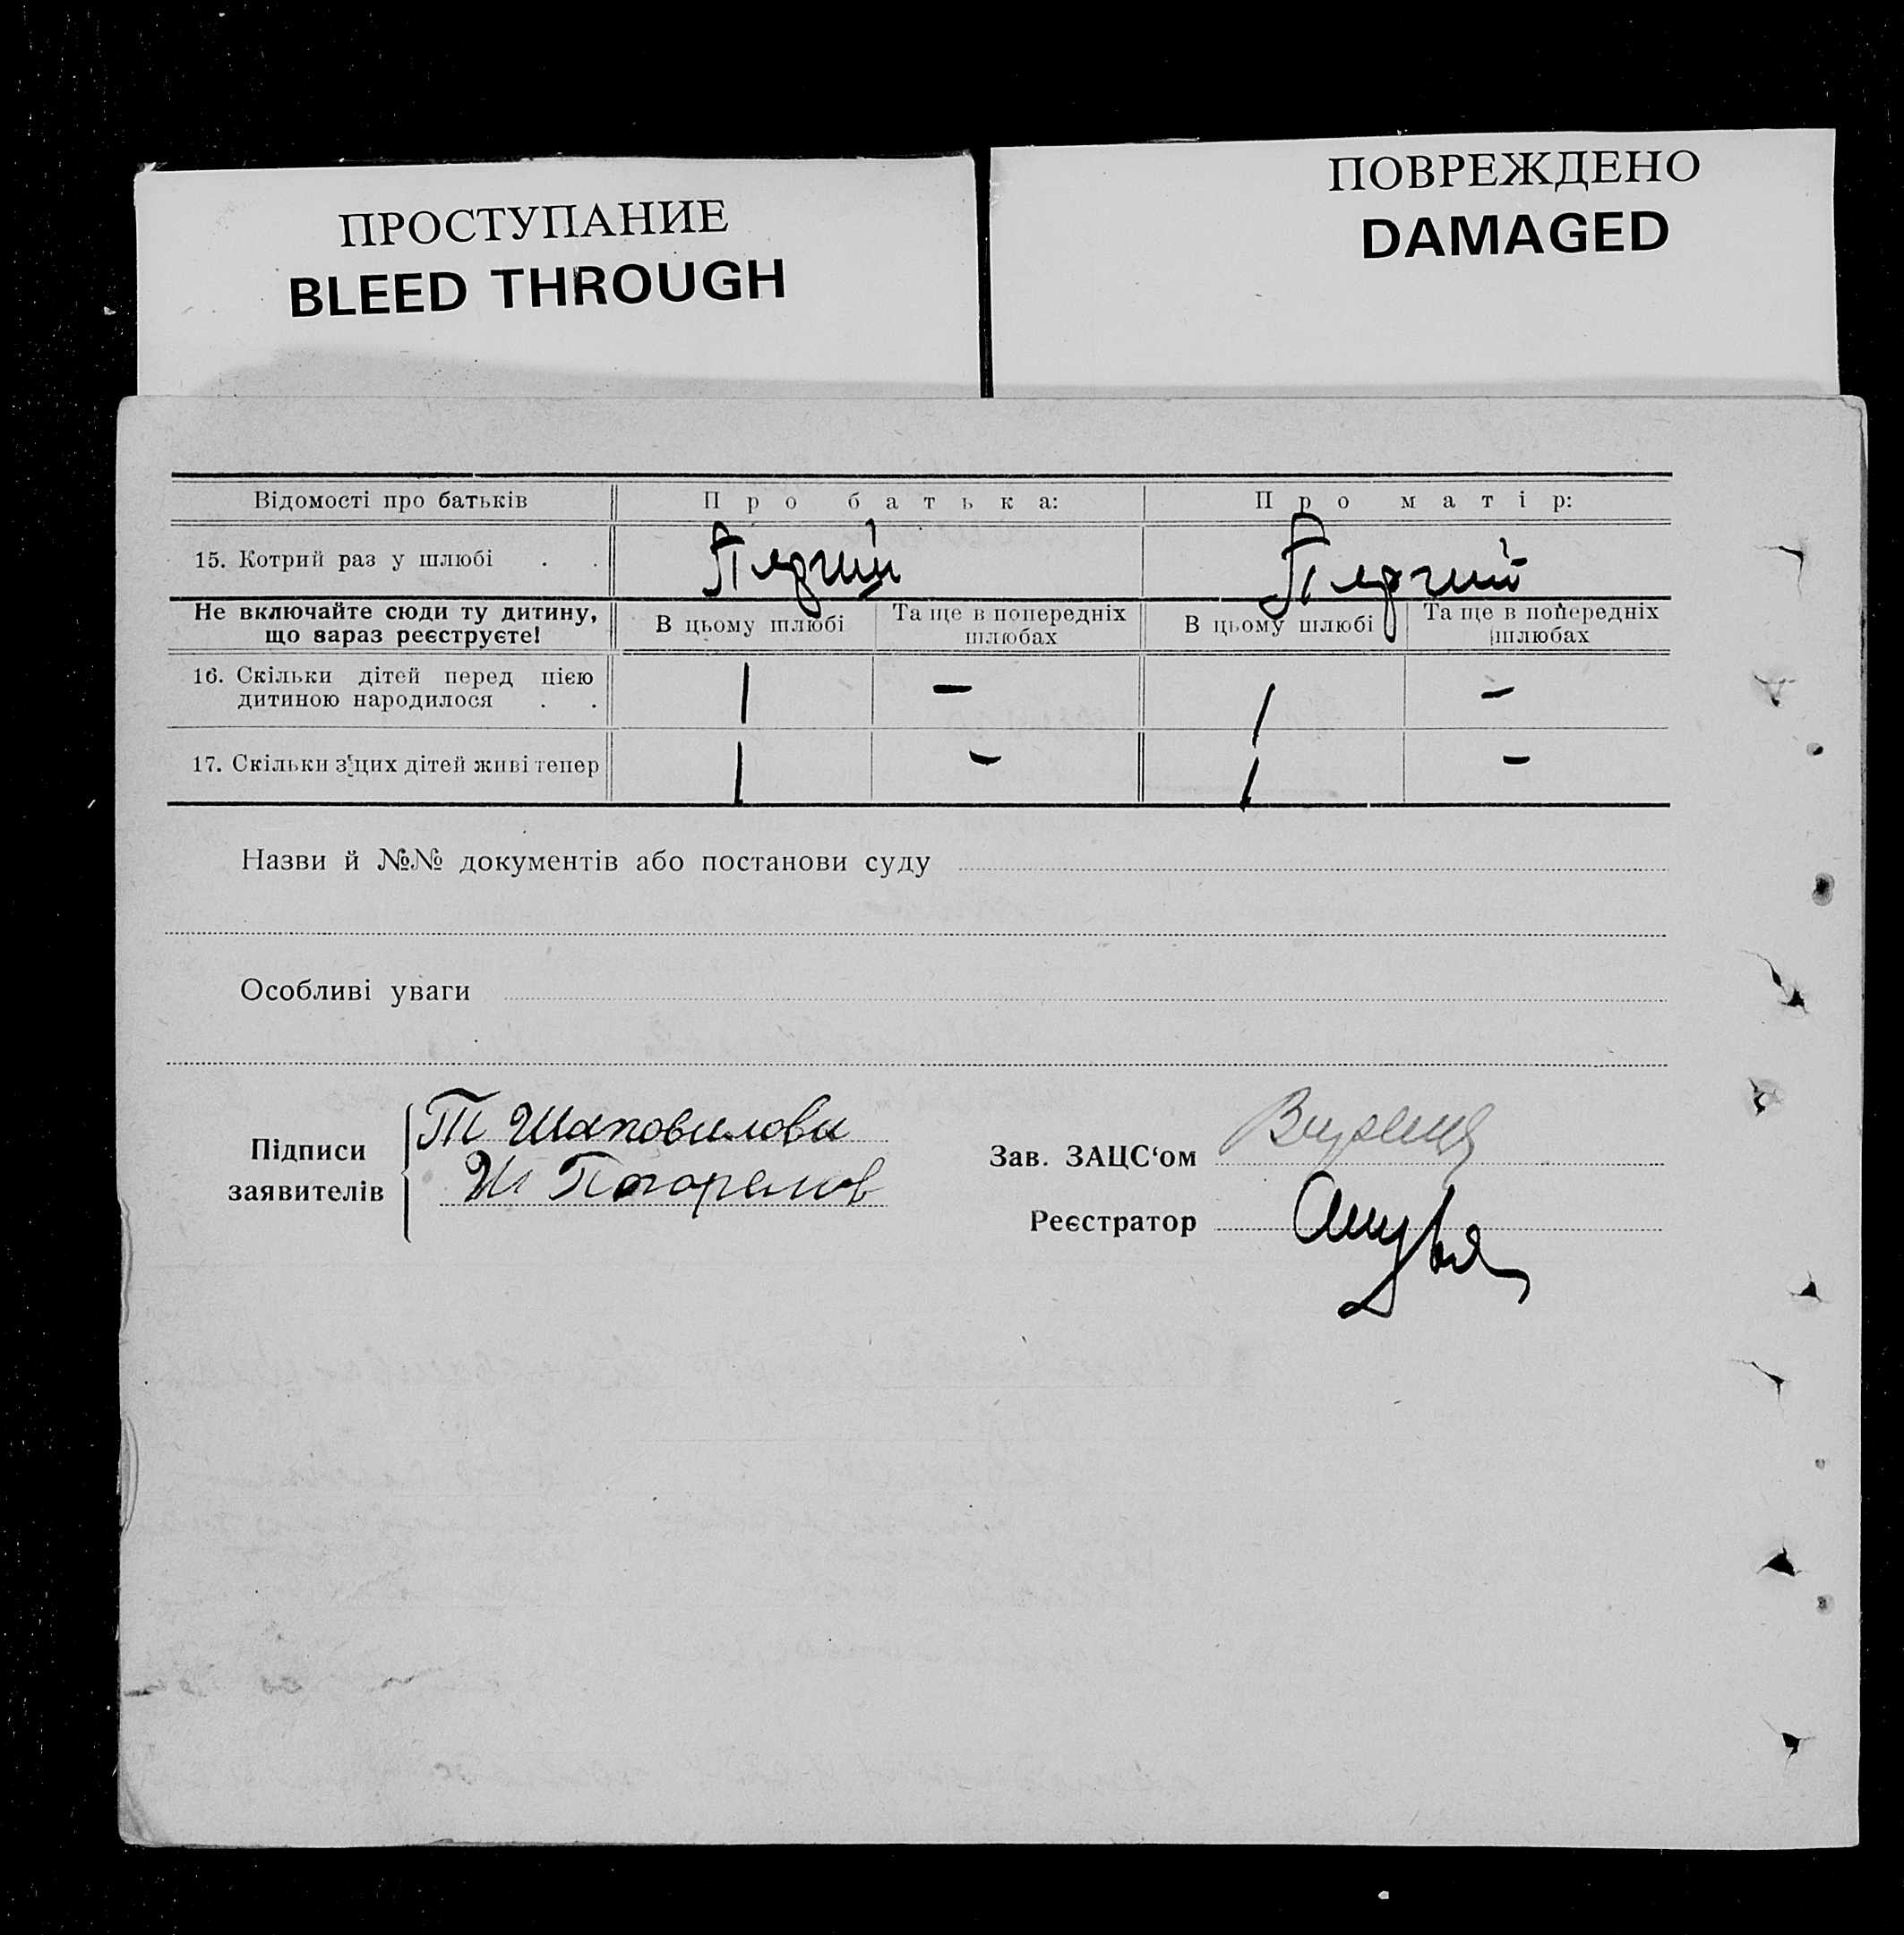 ПРОСТУПАНИЕ
BLEED THROUGH
ПОВРЕЖДЕНО
DAMAGED
Відомості про батьків Про батька: Про матір:
15. Котрий раз у шлюбі . . Перший Перший
Не включайте сюди ту дитину, що зараз реєструєте! В цьому шлюбі Та ще в попередніх шлюбах В цьому шлюбі Та ще в попередніх шлюбах
16. Скільки дітей перед цією дитиною народилося . . 1 – 1 –
17. Скільки з цих дітей живі тепер 1 – 1 –
Назви й №№ документів або постанови суду
Особливі уваги
Підписи заявителів
Т Шаповалова
Зав. ЗАЦС‘ом
Реєстратор